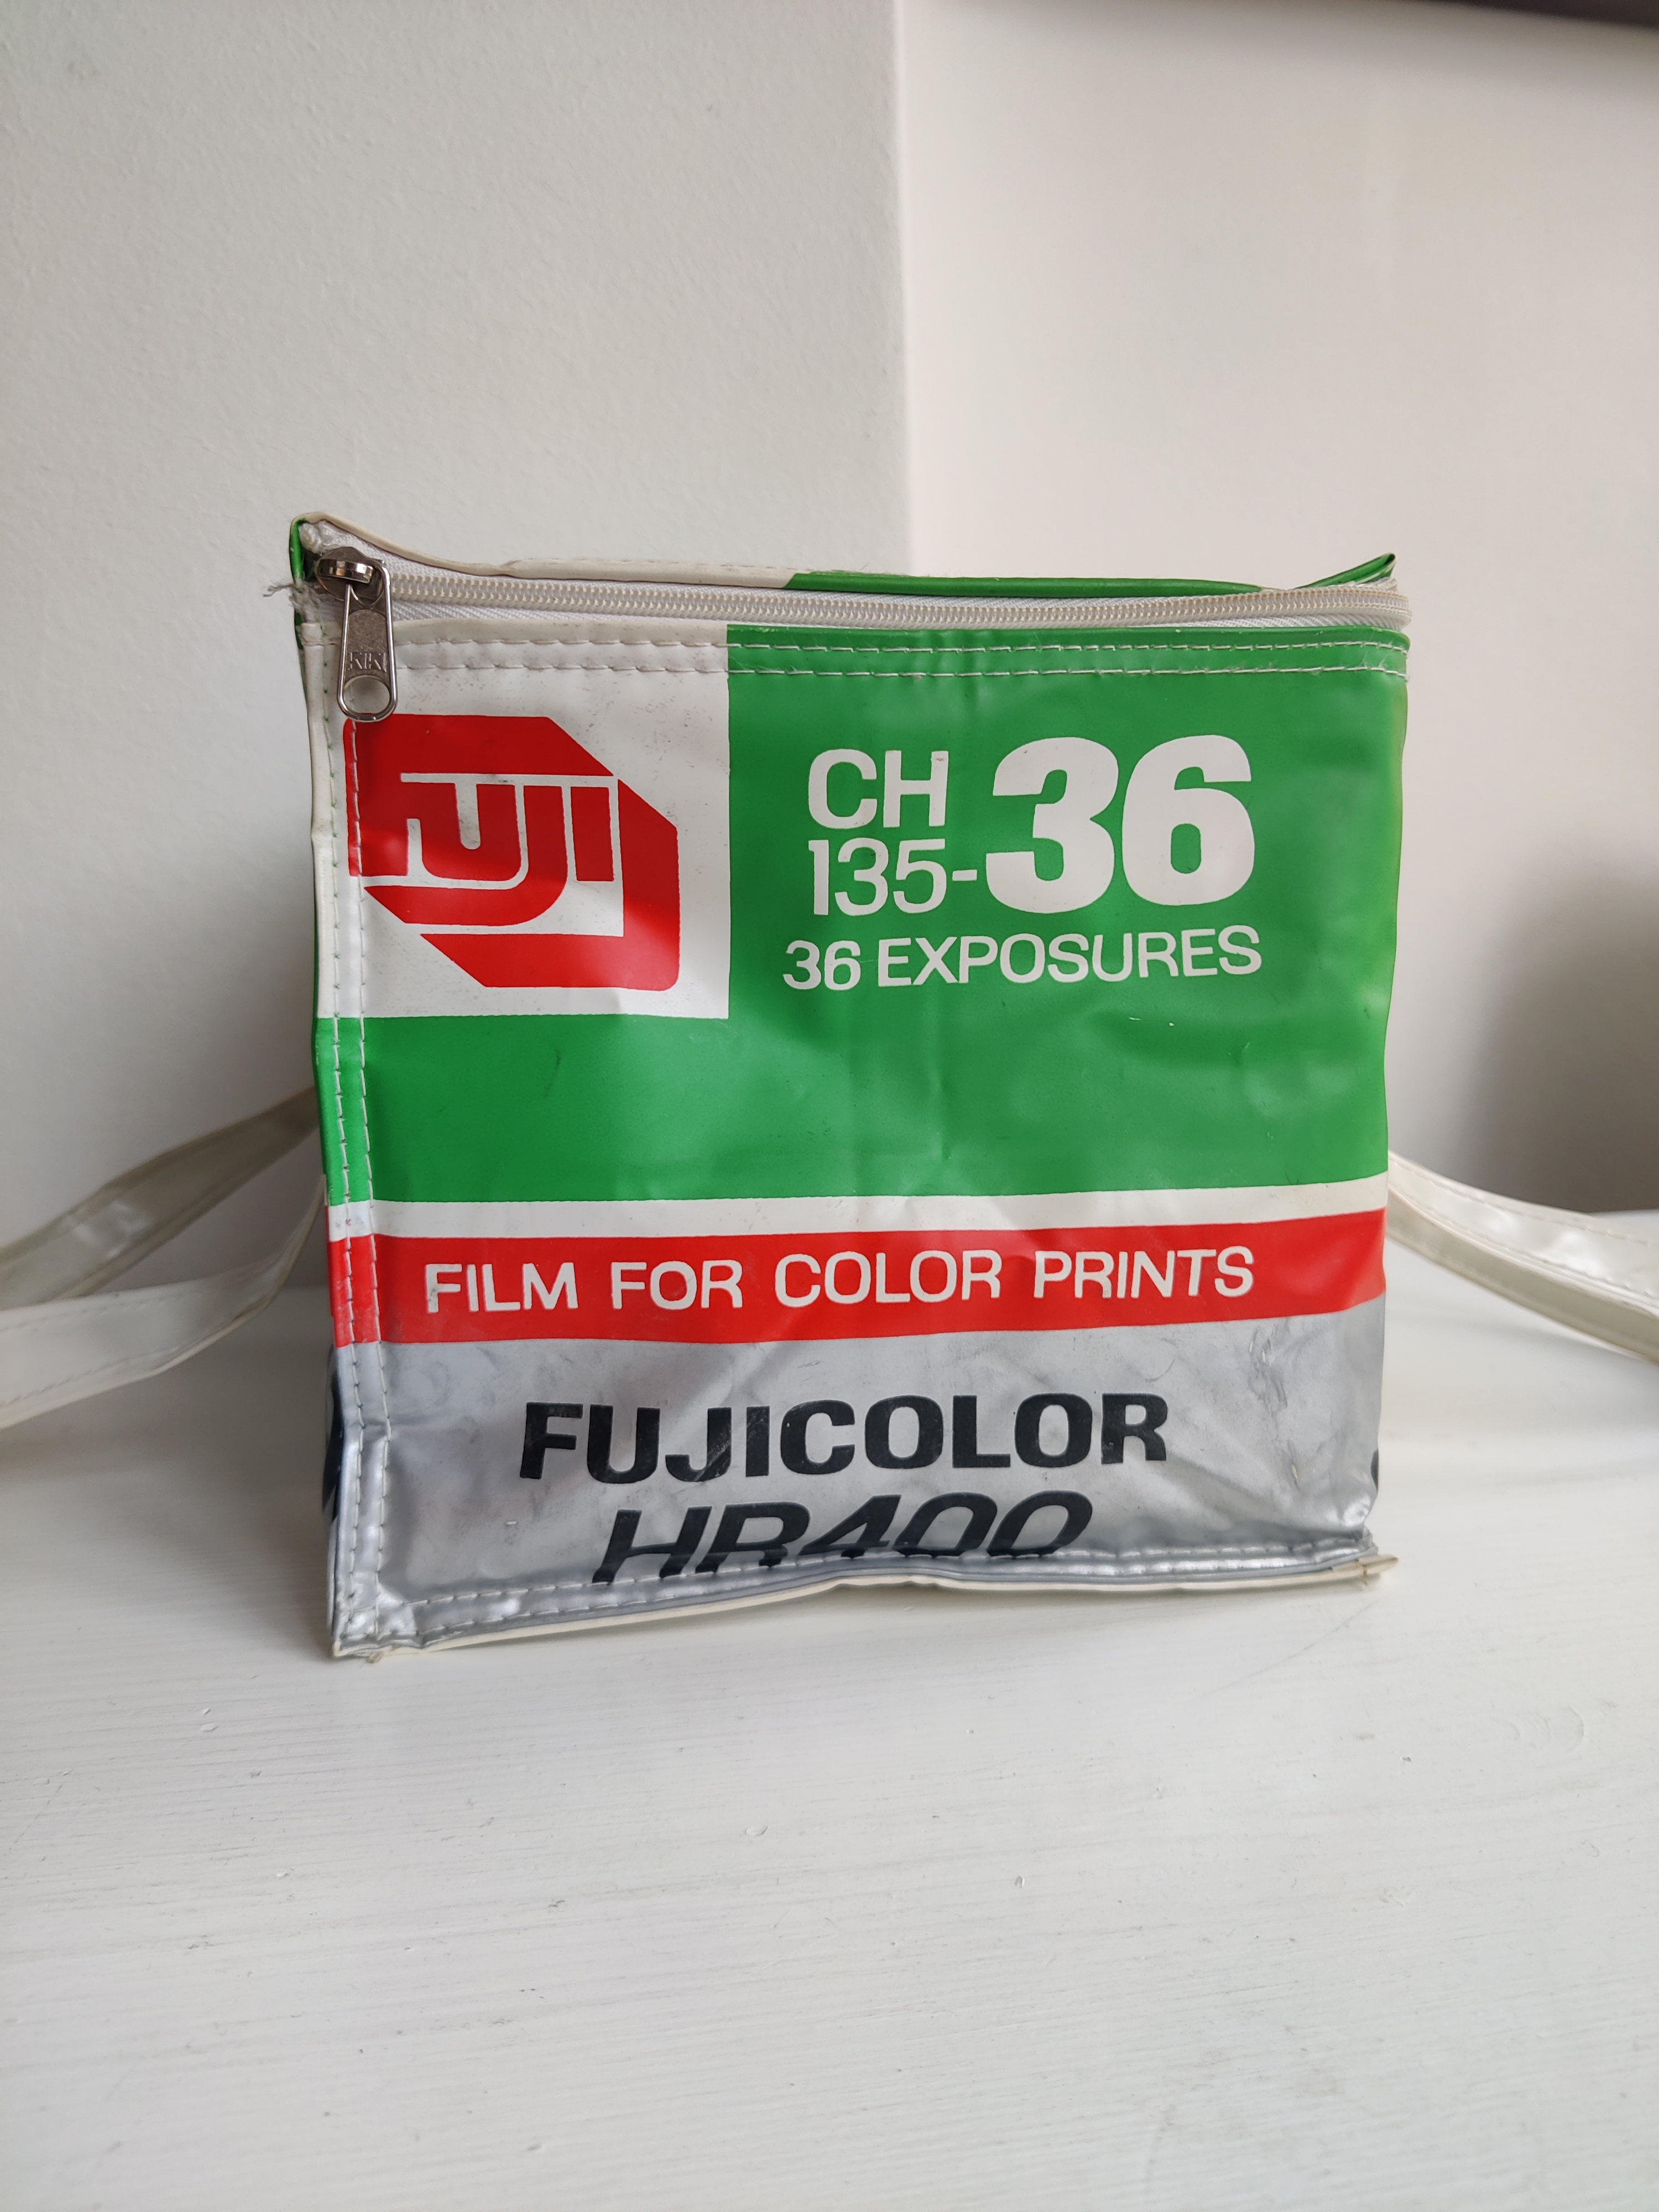 FUJI
CH
135-36
36 EXPOSURES
FILM FOR COLOR PRINTS
FUJICOLOR
HR400